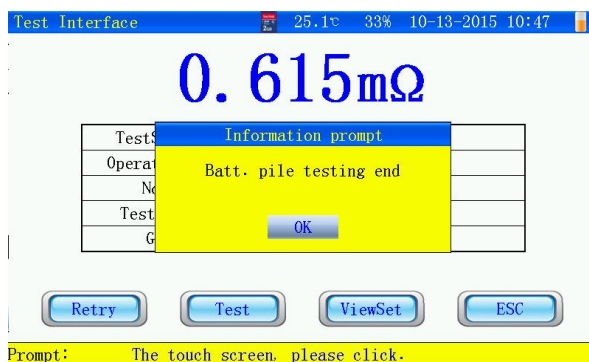 Test Interface 25.1℃ 33% 10-13-2015 10:47
0.615mΩ
Information prompt
Batt. pile testing end
OK
Retry Test ViewSet ESC
Prompt: The touch screen, please click.